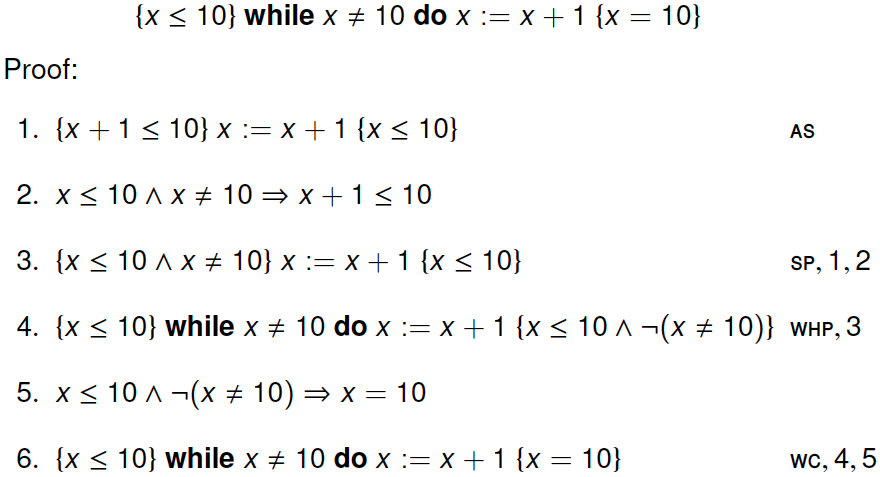 {x ≤ 10} while x ≠ 10 do x := x + 1 {x = 10}
Proof:
1. {x + 1 ≤ 10} x := x + 1 {x ≤ 10} AS
2. x ≤ 10 ∧ x ≠ 10 ⇒ x + 1 ≤ 10
3. {x ≤ 10 ∧ x ≠ 10} x := x + 1 {x ≤ 10} SP, 1, 2
4. {x ≤ 10} while x ≠ 10 do x := x + 1 {x ≤ 10 ∧ ¬(x ≠ 10)} WHP, 3
5. x ≤ 10 ∧ ¬(x ≠ 10) ⇒ x = 10
6. {x ≤ 10} while x ≠ 10 do x := x + 1 {x = 10} WC, 4, 5